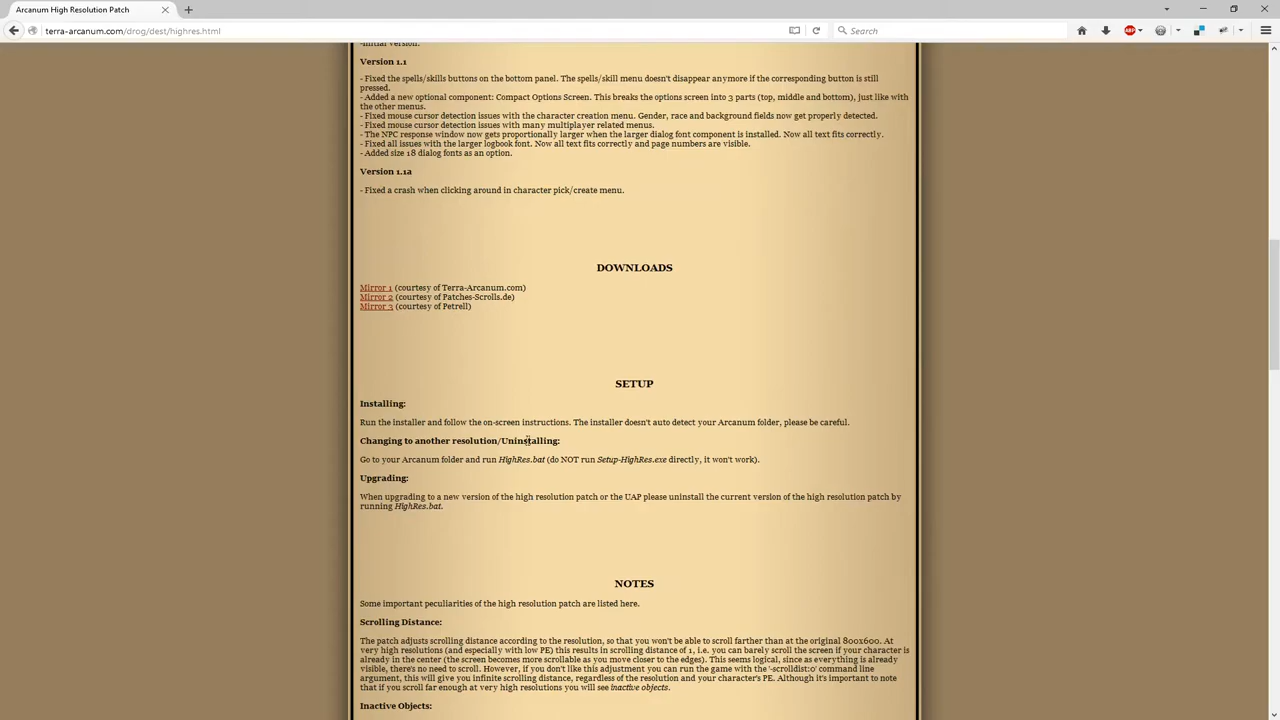 Arcanum High Resolution Patch
terra-arcanum.com/drog/dest/highres.html
Search
ABP
-Initial version.
Version 1.1
- Fixed the spells/skills buttons on the bottom panel. The spells/skill menu doesn't disappear anymore if the corresponding button is still
pressed.
- Added a new optional component: Compact Options Screen. This breaks the options screen into 3 parts (top, middle and bottom), just like with
the other menus.
- Fixed mouse cursor detection issues with the character creation menu. Gender, race and background fields now get properly detected.
- Fixed mouse cursor detection issues with many multiplayer related menus.
- The NPC response window now gets proportionally larger when the larger dialog font component is installed. Now all text fits correctly.
- Fixed all issues with the larger logbook font. Now all text fits correctly and page numbers are visible.
- Added size 18 dialog fonts as an option.
Version 1.1a
- Fixed a crash when clicking around in character pick/create menu.
DOWNLOADS
Mirror 1 (courtesy of Terra-Arcanum.com)
Mirror 2 (courtesy of Patches-Scrolls.de)
Mirror 3 (courtesy of Petrell)
SETUP
Installing:
Run the installer and follow the on-screen instructions. The installer doesn't auto detect your Arcanum folder, please be careful.
Changing to another resolution/Uninstalling:
Go to your Arcanum folder and run HighRes.bat (do NOT run Setup-HighRes.exe directly, it won't work).
Upgrading:
When upgrading to a new version of the high resolution patch or the UAP please uninstall the current version of the high resolution patch by
running HighRes.bat.
NOTES
Some important peculiarities of the high resolution patch are listed here.
Scrolling Distance:
The patch adjusts scrolling distance according to the resolution, so that you won't be able to scroll farther than at the original 800x600. At
very high resolutions (and especially with low PE) this results in scrolling distance of 1, i.e. you can barely scroll the screen if your character is
already in the center (the screen becomes more scrollable as you move closer to the edges). This seems logical, since as everything is already
visible, there's no need to scroll. However, if you don't like this adjustment you can run the game with the '-scrolldist:0' command line
argument, this will give you infinite scrolling distance, regardless of the resolution and your character's PE. Although it's important to note
that if you scroll far enough at very high resolutions you will see inactive objects.
Inactive Objects: